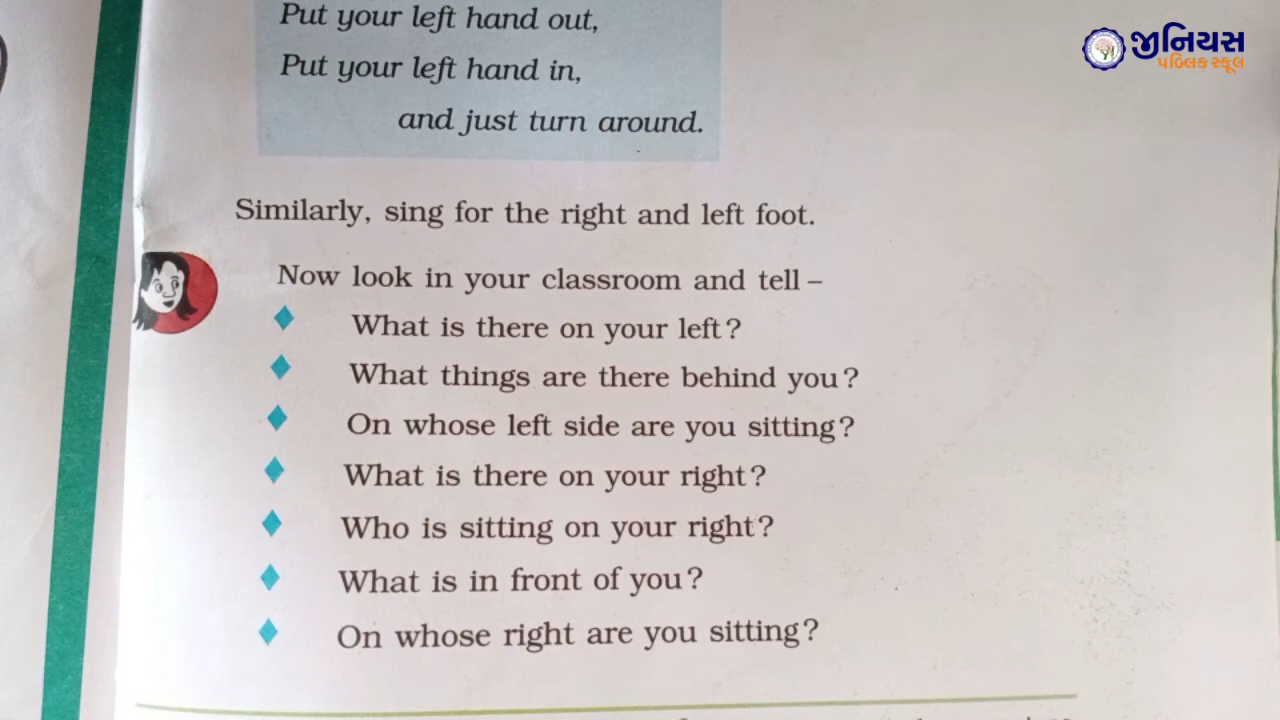 Put your left hand out,
Put your left hand in,
and just turn around.
જીનિયસ
પબ્લિક સ્કૂલ
Similarly, sing for the right and left foot.
Now look in your classroom and tell –
What is there on your left?
What things are there behind you?
On whose left side are you sitting?
What is there on your right?
Who is sitting on your right?
What is in front of you?
On whose right are you sitting?